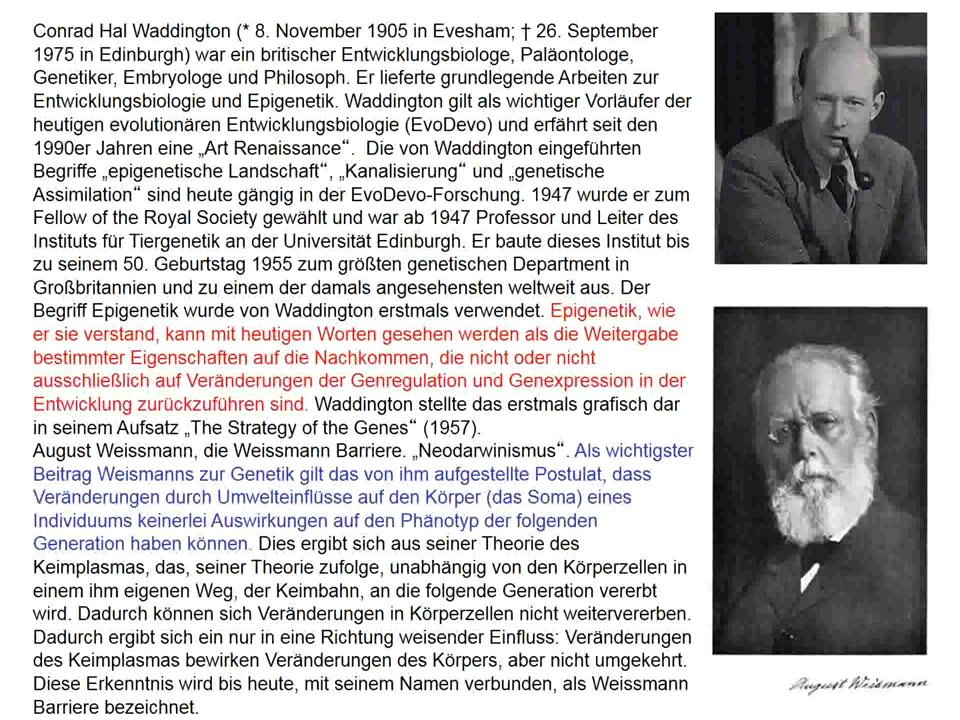 Conrad Hal Waddington (* 8. November 1905 in Evesham; † 26. September
1975 in Edinburgh) war ein britischer Entwicklungsbiologe, Paläontologe,
Genetiker, Embryologe und Philosoph. Er lieferte grundlegende Arbeiten zur
Entwicklungsbiologie und Epigenetik. Waddington gilt als wichtiger Vorläufer der
heutigen evolutionären Entwicklungsbiologie (EvoDevo) und erfährt seit den
1990er Jahren eine „Art Renaissance“. Die von Waddington eingeführten
Begriffe „epigenetische Landschaft“, „Kanalisierung“ und „genetische
Assimilation“ sind heute gängig in der EvoDevo-Forschung. 1947 wurde er zum
Fellow of the Royal Society gewählt und war ab 1947 Professor und Leiter des
Instituts für Tiergenetik an der Universität Edinburgh. Er baute dieses Institut bis
zu seinem 50. Geburtstag 1955 zum größten genetischen Department in
Großbritannien und zu einem der damals angesehensten weltweit aus. Der
Begriff Epigenetik wurde von Waddington erstmals verwendet. Epigenetik, wie
er sie verstand, kann mit heutigen Worten gesehen werden als die Weitergabe
bestimmter Eigenschaften auf die Nachkommen, die nicht oder nicht
ausschließlich auf Veränderungen der Genregulation und Genexpression in der
Entwicklung zurückzuführen sind. Waddington stellte das erstmals grafisch dar
in seinem Aufsatz „The Strategy of the Genes“ (1957).
August Weissmann, die Weissmann Barriere. „Neodarwinismus“. Als wichtigster
Beitrag Weismanns zur Genetik gilt das von ihm aufgestellte Postulat, dass
Veränderungen durch Umwelteinflüsse auf den Körper (das Soma) eines
Individuums keinerlei Auswirkungen auf den Phänotyp der folgenden
Generation haben können. Dies ergibt sich aus seiner Theorie des
Keimplasmas, das, seiner Theorie zufolge, unabhängig von den Körperzellen in
einem ihm eigenen Weg, der Keimbahn, an die folgende Generation vererbt
wird. Dadurch können sich Veränderungen in Körperzellen nicht weitervererben.
Dadurch ergibt sich ein nur in eine Richtung weisender Einfluss: Veränderungen
des Keimplasmas bewirken Veränderungen des Körpers, aber nicht umgekehrt.
Diese Erkenntnis wird bis heute, mit seinem Namen verbunden, als Weissmann
Barriere bezeichnet.
August Weismann